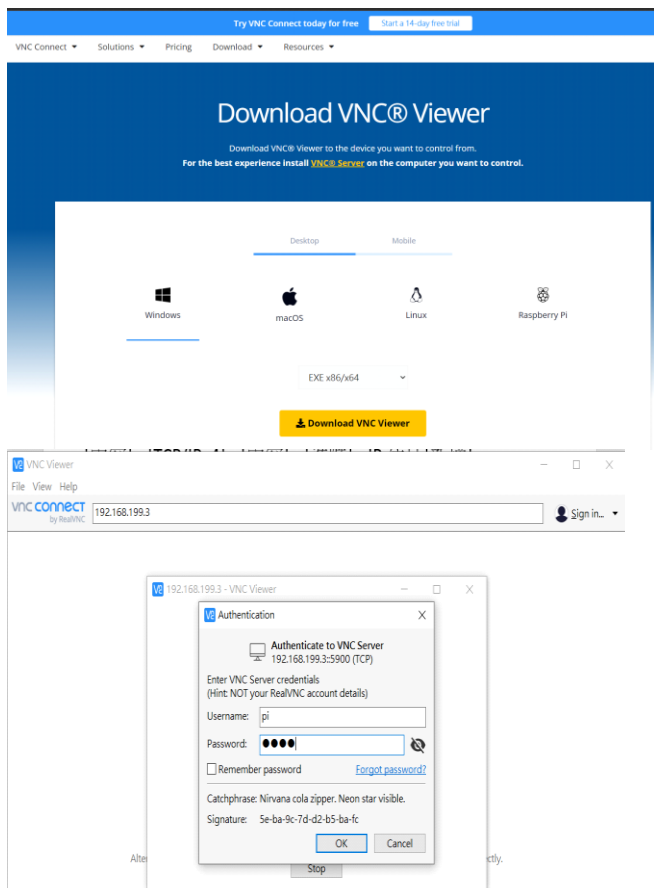 Try VNC Connect today for free Start a 14-day free trial
VNC Connect Solutions Pricing Download Resources
Download VNC® Viewer
Download VNC® Viewer to the device you want to control from.
For the best experience install VNC® Server on the computer you want to control.
Desktop Mobile
Windows macOS Linux Raspberry Pi
EXE x86/x64
Download VNC Viewer
VNC Viewer
File View Help
VNC CONNECT
by RealVNC
192.168.199.3
Sign in...
192.168.199.3 - VNC Viewer
Authentication
Authenticate to VNC Server
192.168.199.3::5900 (TCP)
Enter VNC Server credentials
(Hint: NOT your RealVNC account details)
Username: pi
Password:
Remember password Forgot password?
Catchphrase: Nirvana cola zipper. Neon star visible.
Signature: 5e-ba-9c-7d-d2-b5-ba-fc
OK Cancel
Stop